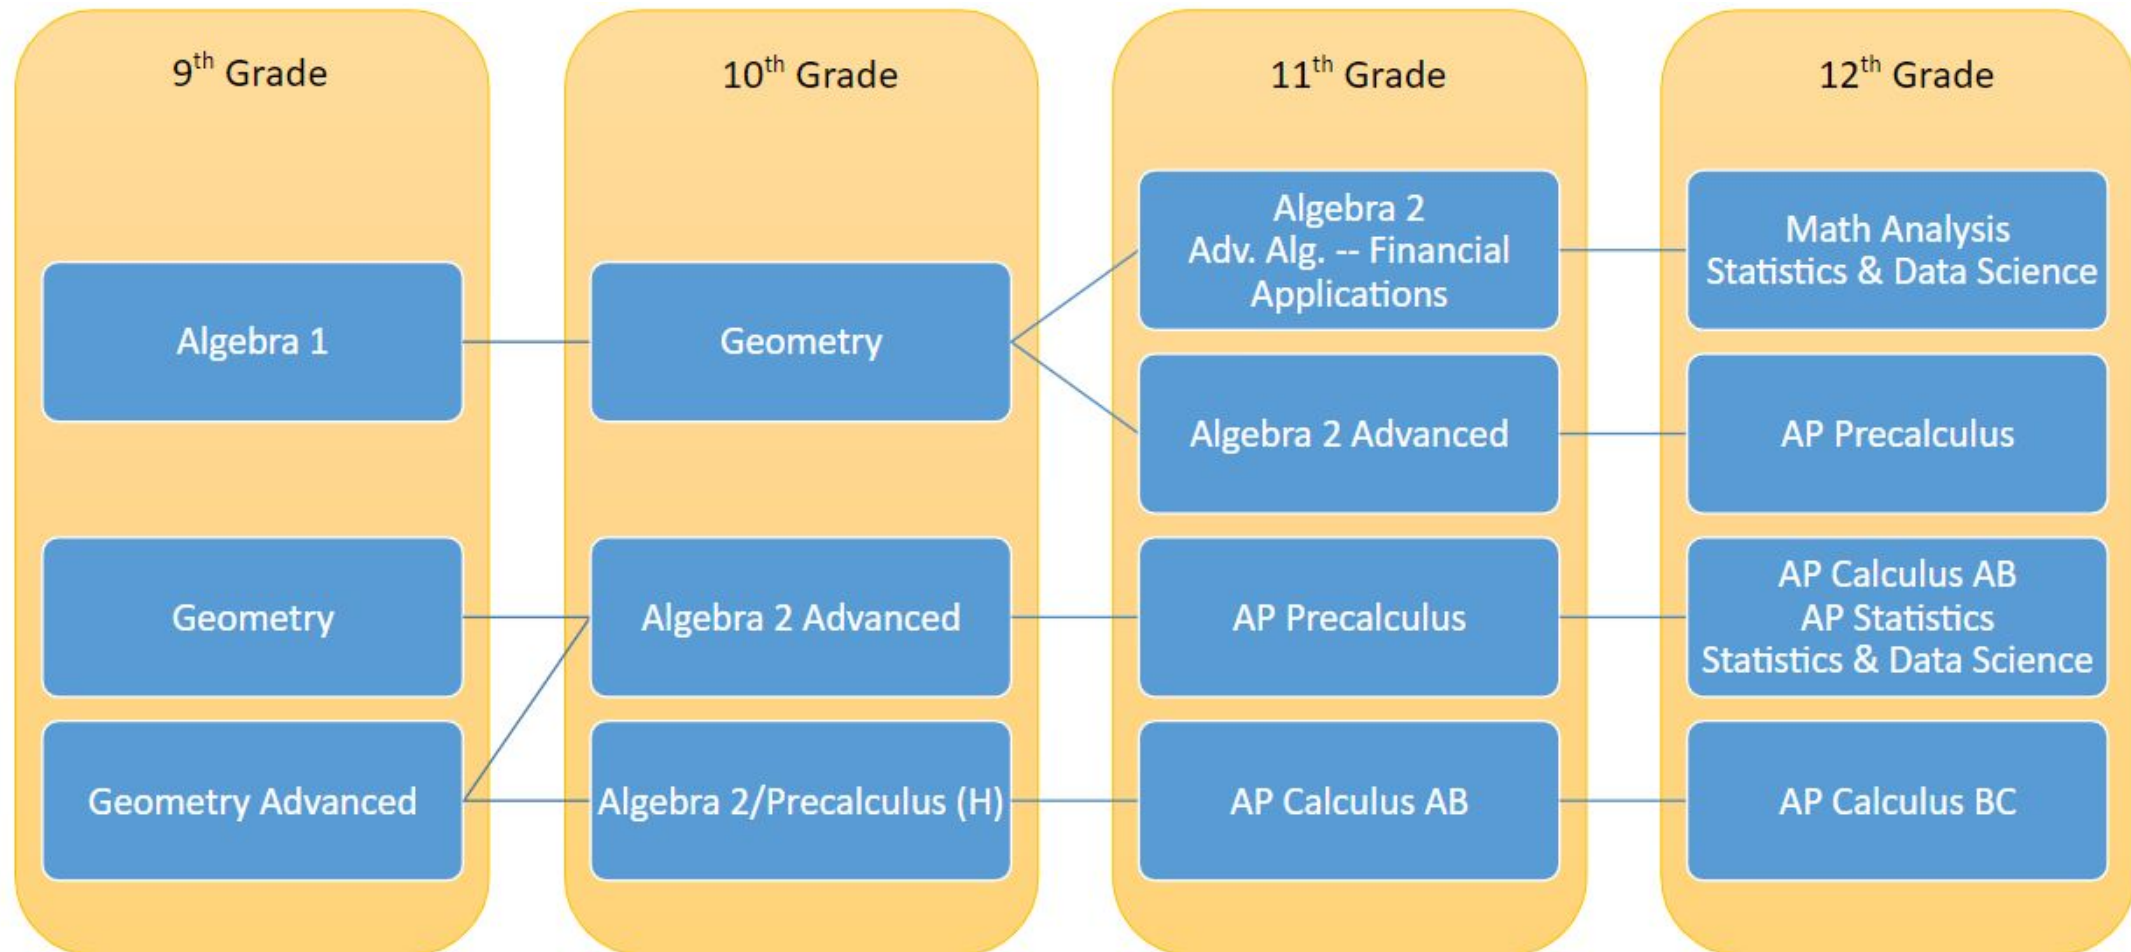 9th Grade
Algebra 1
Geometry
Geometry Advanced
10th Grade
Geometry
Algebra 2 Advanced
Algebra 2/Precalculus (H)
11th Grade
Algebra 2
Adv. Alg. -- Financial
Applications
Algebra 2 Advanced
AP Precalculus
AP Calculus AB
12th Grade
Math Analysis
Statistics & Data Science
AP Precalculus
AP Calculus AB
AP Statistics
Statistics & Data Science
AP Calculus BC